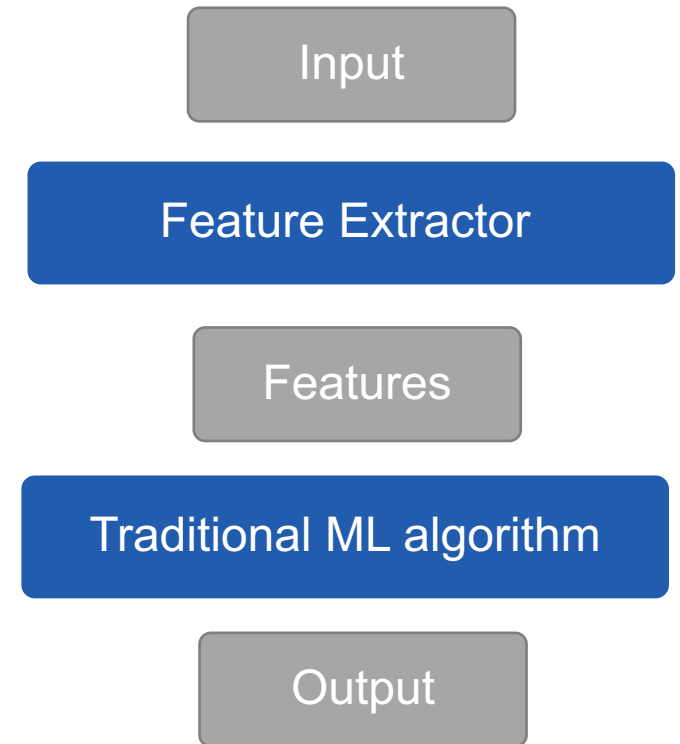 Input
Feature Extractor
Features
Traditional ML algorithm
Output